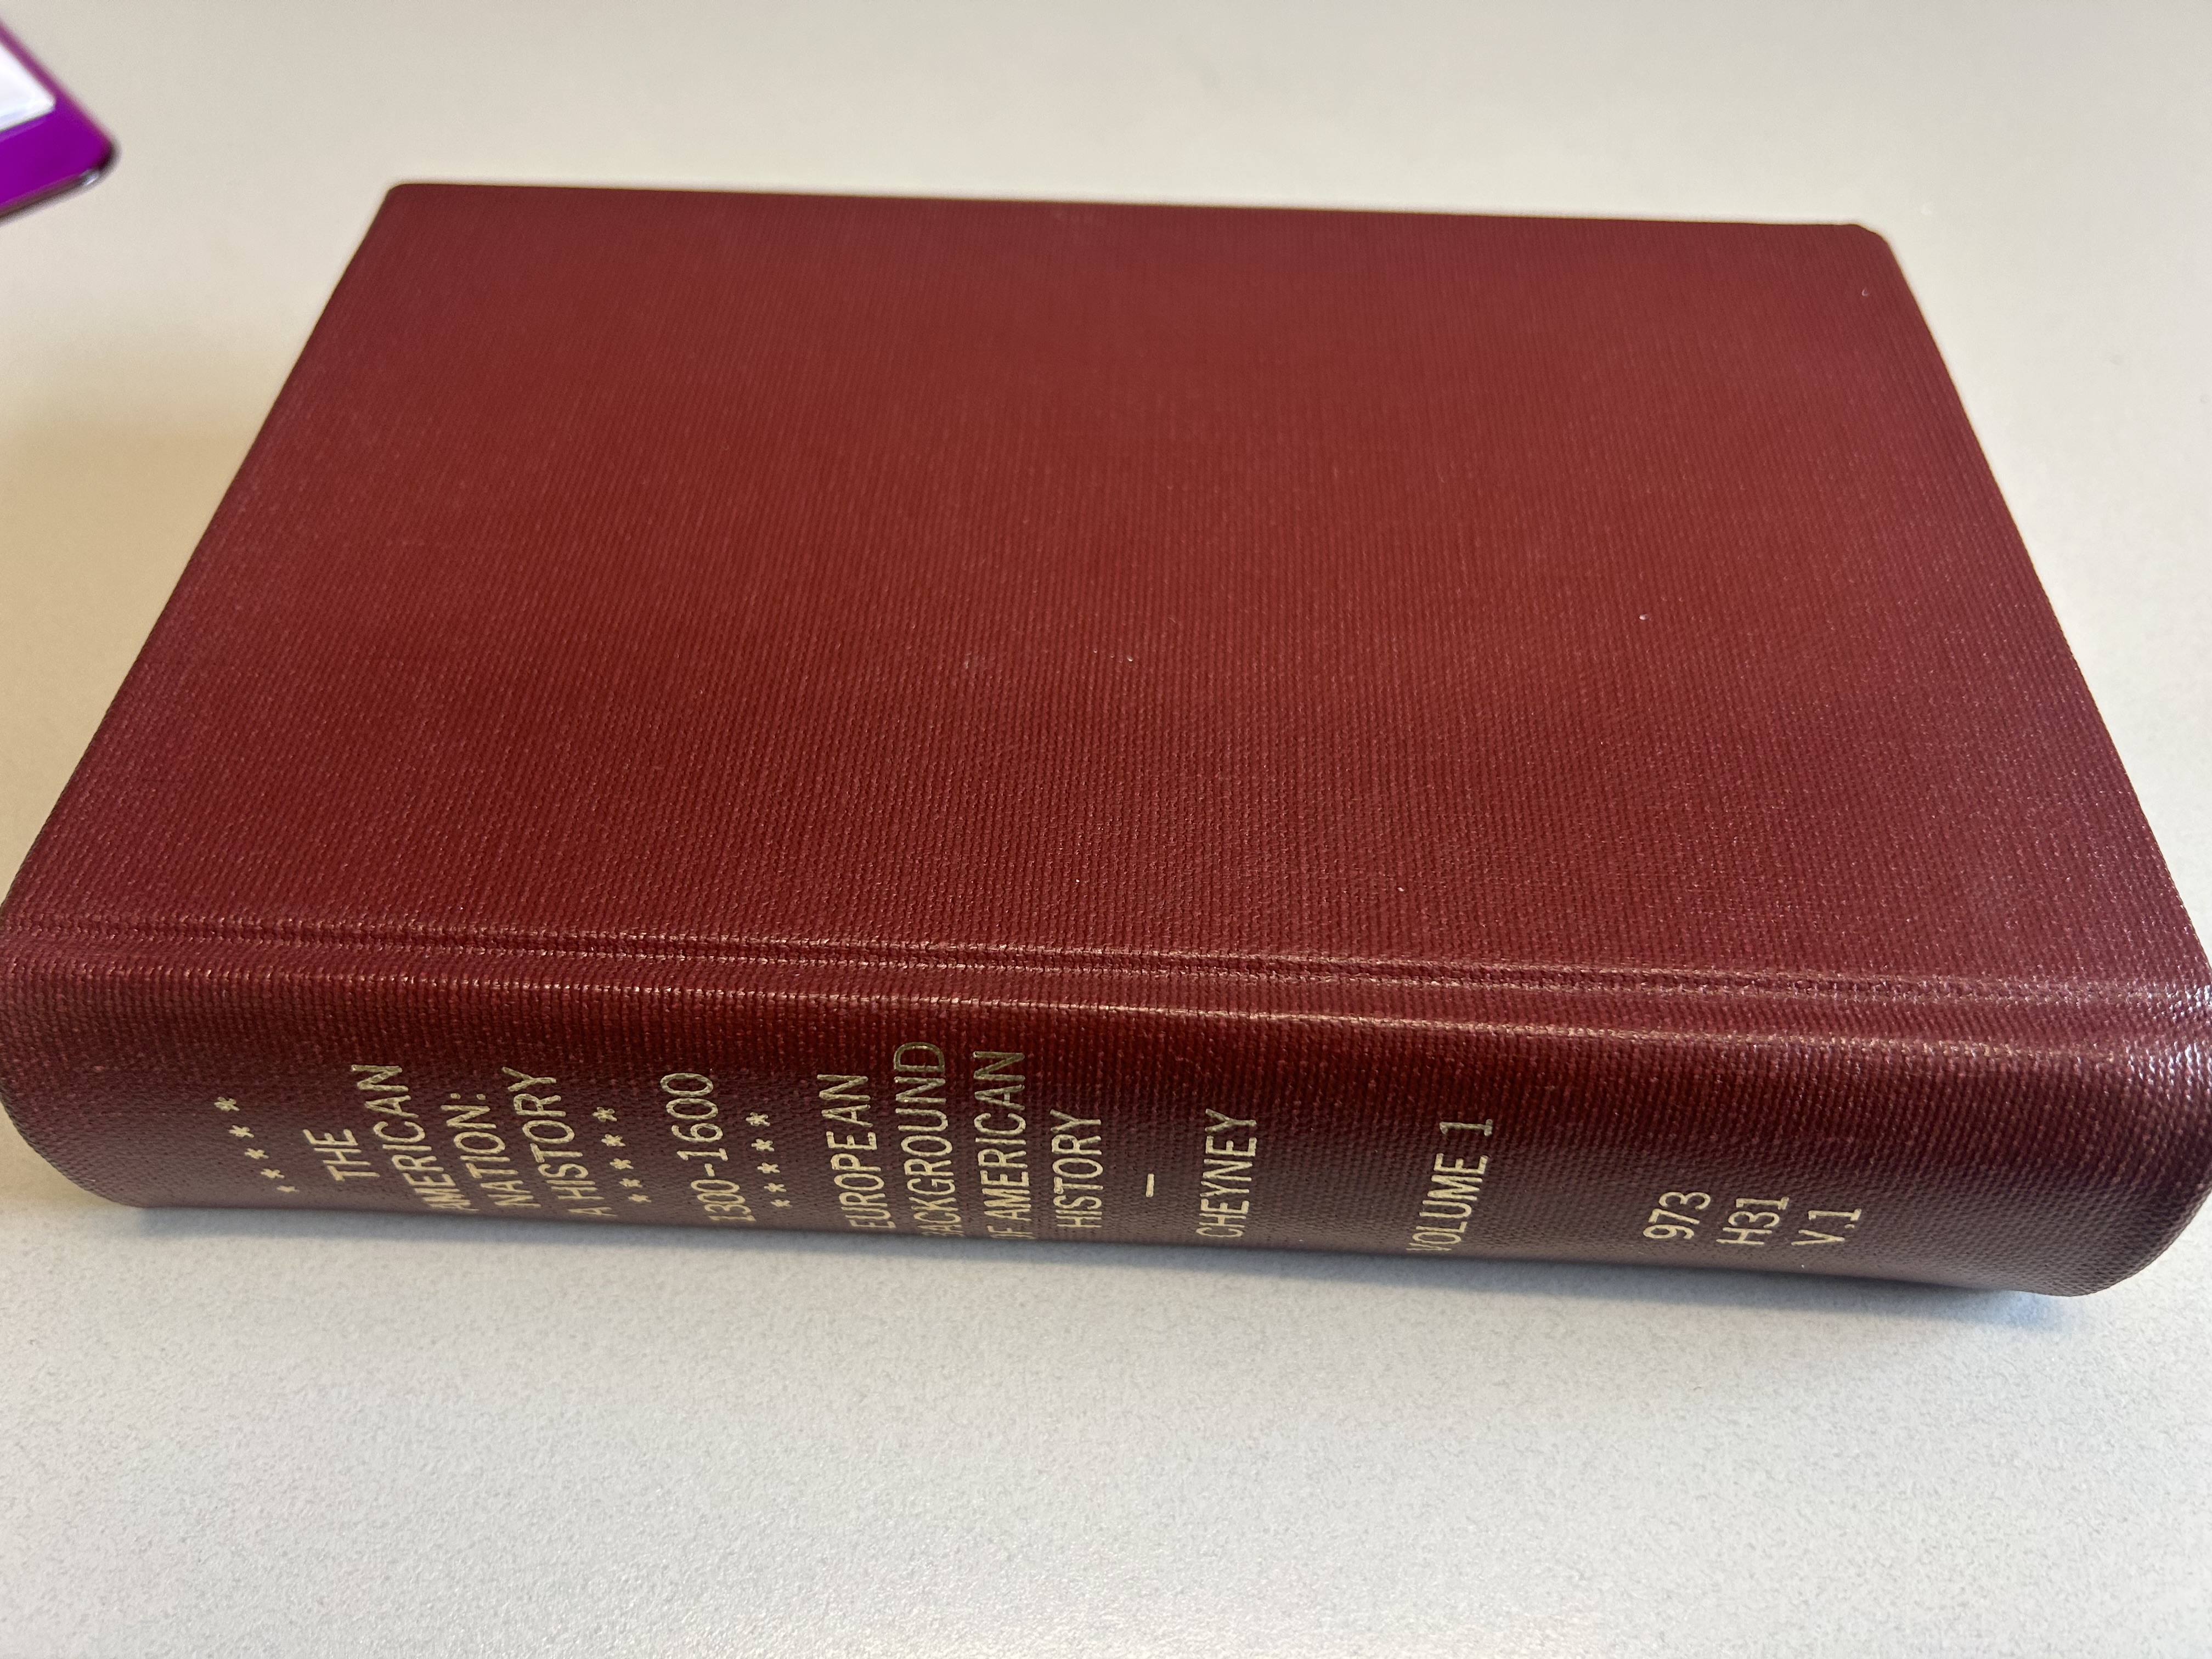 * * * *
THE
AMERICAN
NATION:
A HISTORY
* * * * *
1300-1600
* * * * *
EUROPEAN
BACKGROUND
OF AMERICAN
HISTORY
—
CHEYNEY
VOLUME 1
973
H31
V.1